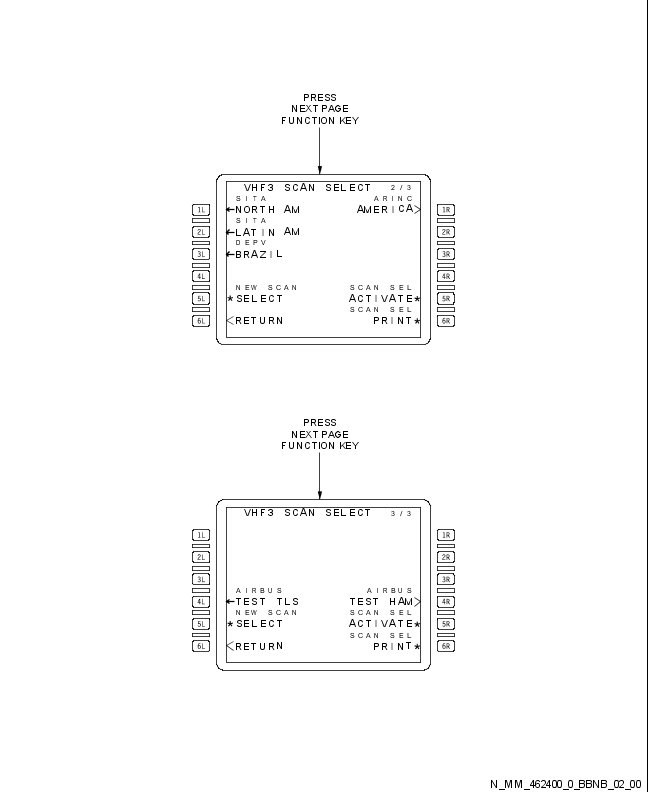 PRESS
NEXT PAGE
FUNCTION KEY
VHF3 SCAN SELECT 2/3
SITA ARINC
1L ←NORTH AM AMERICA> 1R
SITA
2L ←LATIN AM 2R
DEPV
3L ←BRAZIL 3R
4L 4R
NEW SCAN SCAN SEL
5L *SELECT ACTIVATE* 5R
SCAN SEL
6L <RETURN PRINT* 6R
PRESS
NEXT PAGE
FUNCTION KEY
VHF3 SCAN SELECT 3/3
1L 1R
2L 2R
3L 3R
AIRBUS AIRBUS
4L ←TEST TLS TEST HAM> 4R
NEW SCAN SCAN SEL
5L *SELECT ACTIVATE* 5R
SCAN SEL
6L <RETURN PRINT* 6R
N_MM_462400_0_BBNB_02_00